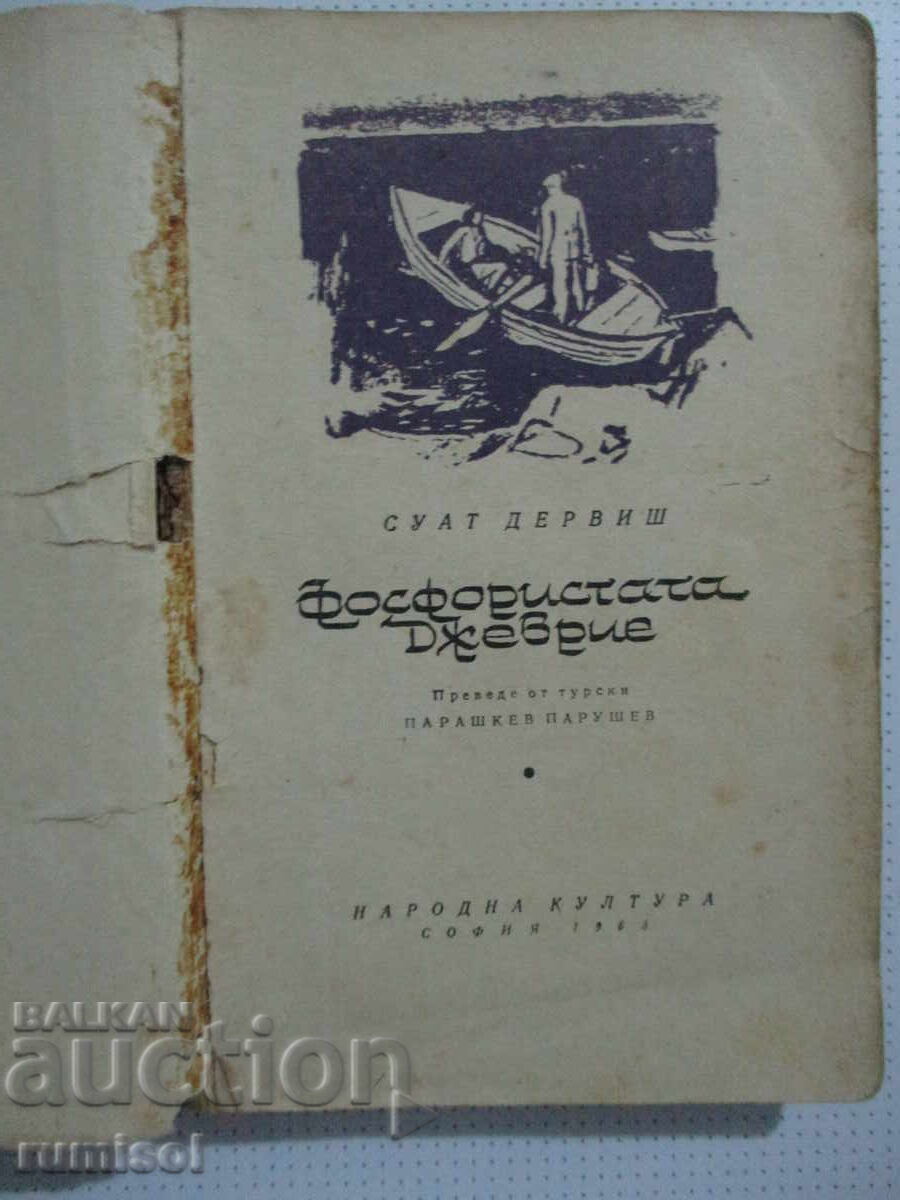 СУАТ ДЕРВИШ
Фосфористата
Джеврие
Преведе от турски
ПАРАШКЕВ ПАРУШЕВ
НАРОДНА КУЛТУРА
СОФИЯ
BALKAN
auction
rumisol